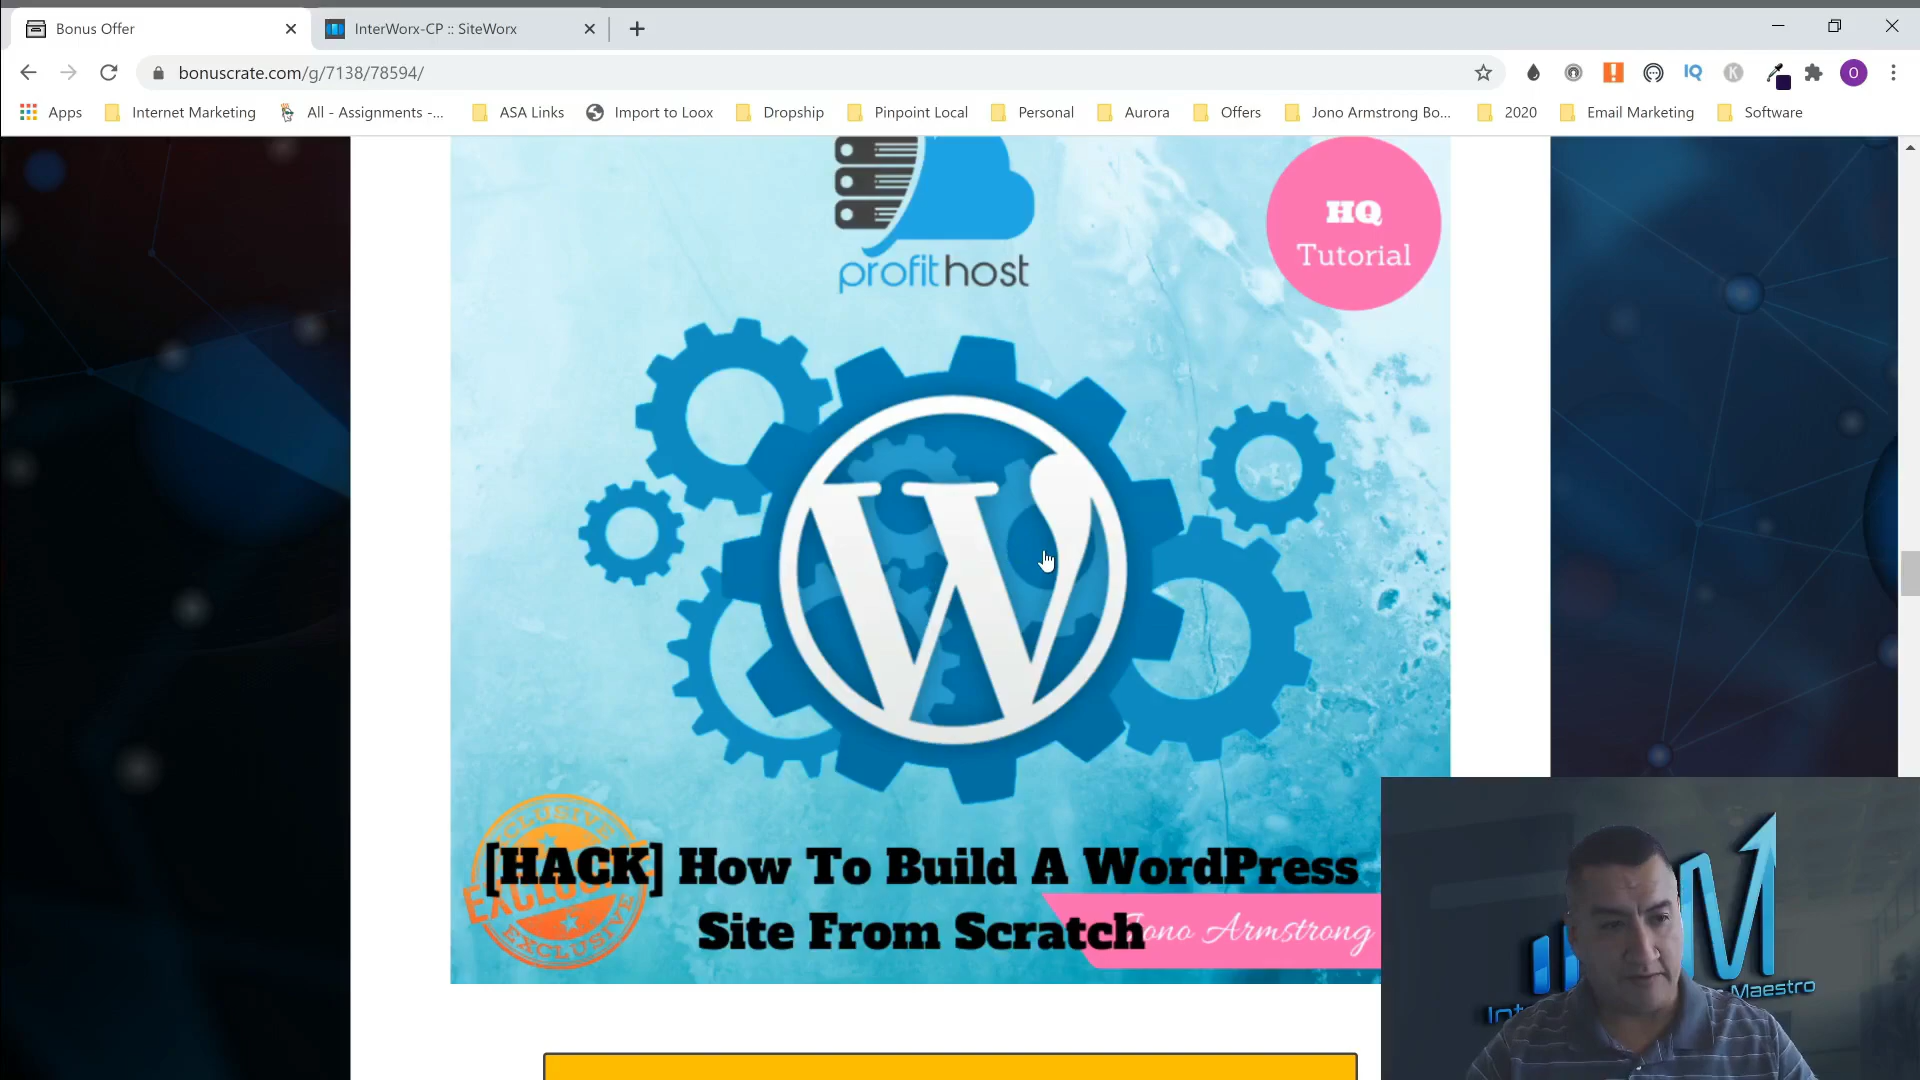 Bonus Offer
InterWorx-CP :: SiteWorx
bonuscrate.com/g/7138/78594/
IQ
K
O
Apps
Internet Marketing
All - Assignments -...
ASA Links
Import to Loox
Dropship
Pinpoint Local
Personal
Aurora
Offers
Jono Armstrong Bo...
2020
Email Marketing
Software
profithost
HQ
Tutorial
W
EXCLUSIVE
EXCLUSIVE
[HACK] How To Build A WordPress
Site From Scratch
Jono Armstrong
Maestro